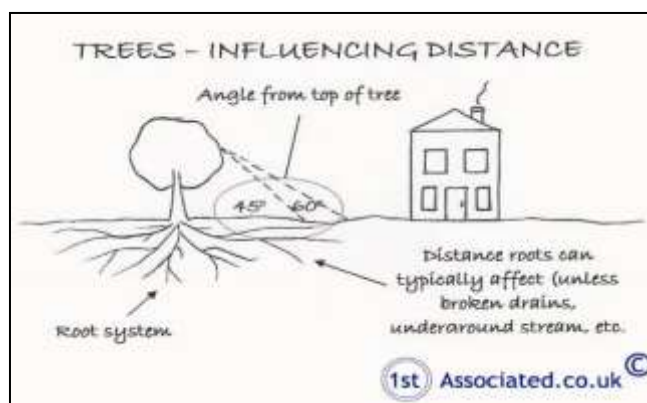 TREES – INFLUENCING DISTANCE
Angle from top of tree
45° 60°
Distance roots can
typically affect (unless
broken drains,
underaround stream, etc.
Root system
1st Associated.co.uk ©